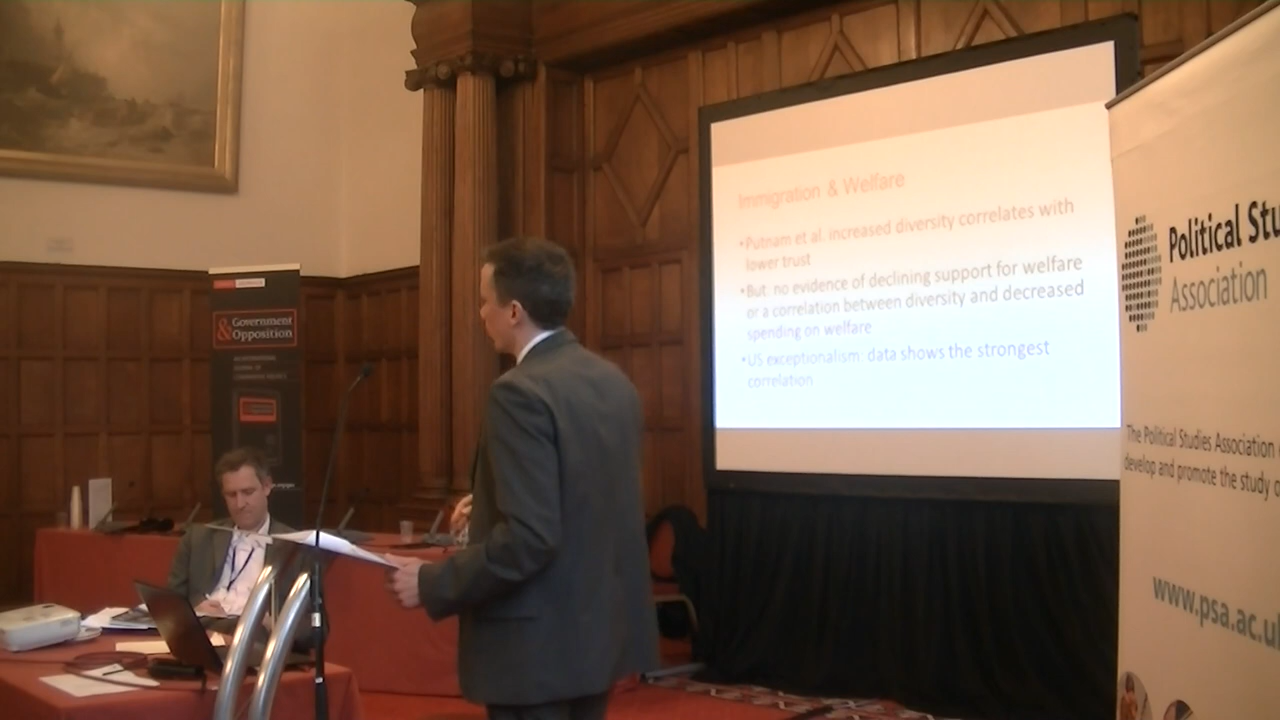 Immigration & Welfare
•Putnam et al. increased diversity correlates with
lower trust
•But no evidence of declining support for welfare
or a correlation between diversity and decreased
spending on welfare
•US exceptionalism: data shows the strongest
correlation
& Government
Opposition
Political Stu
Association
The Political Studies Association
develop and promote the study o
www.psa.ac.u